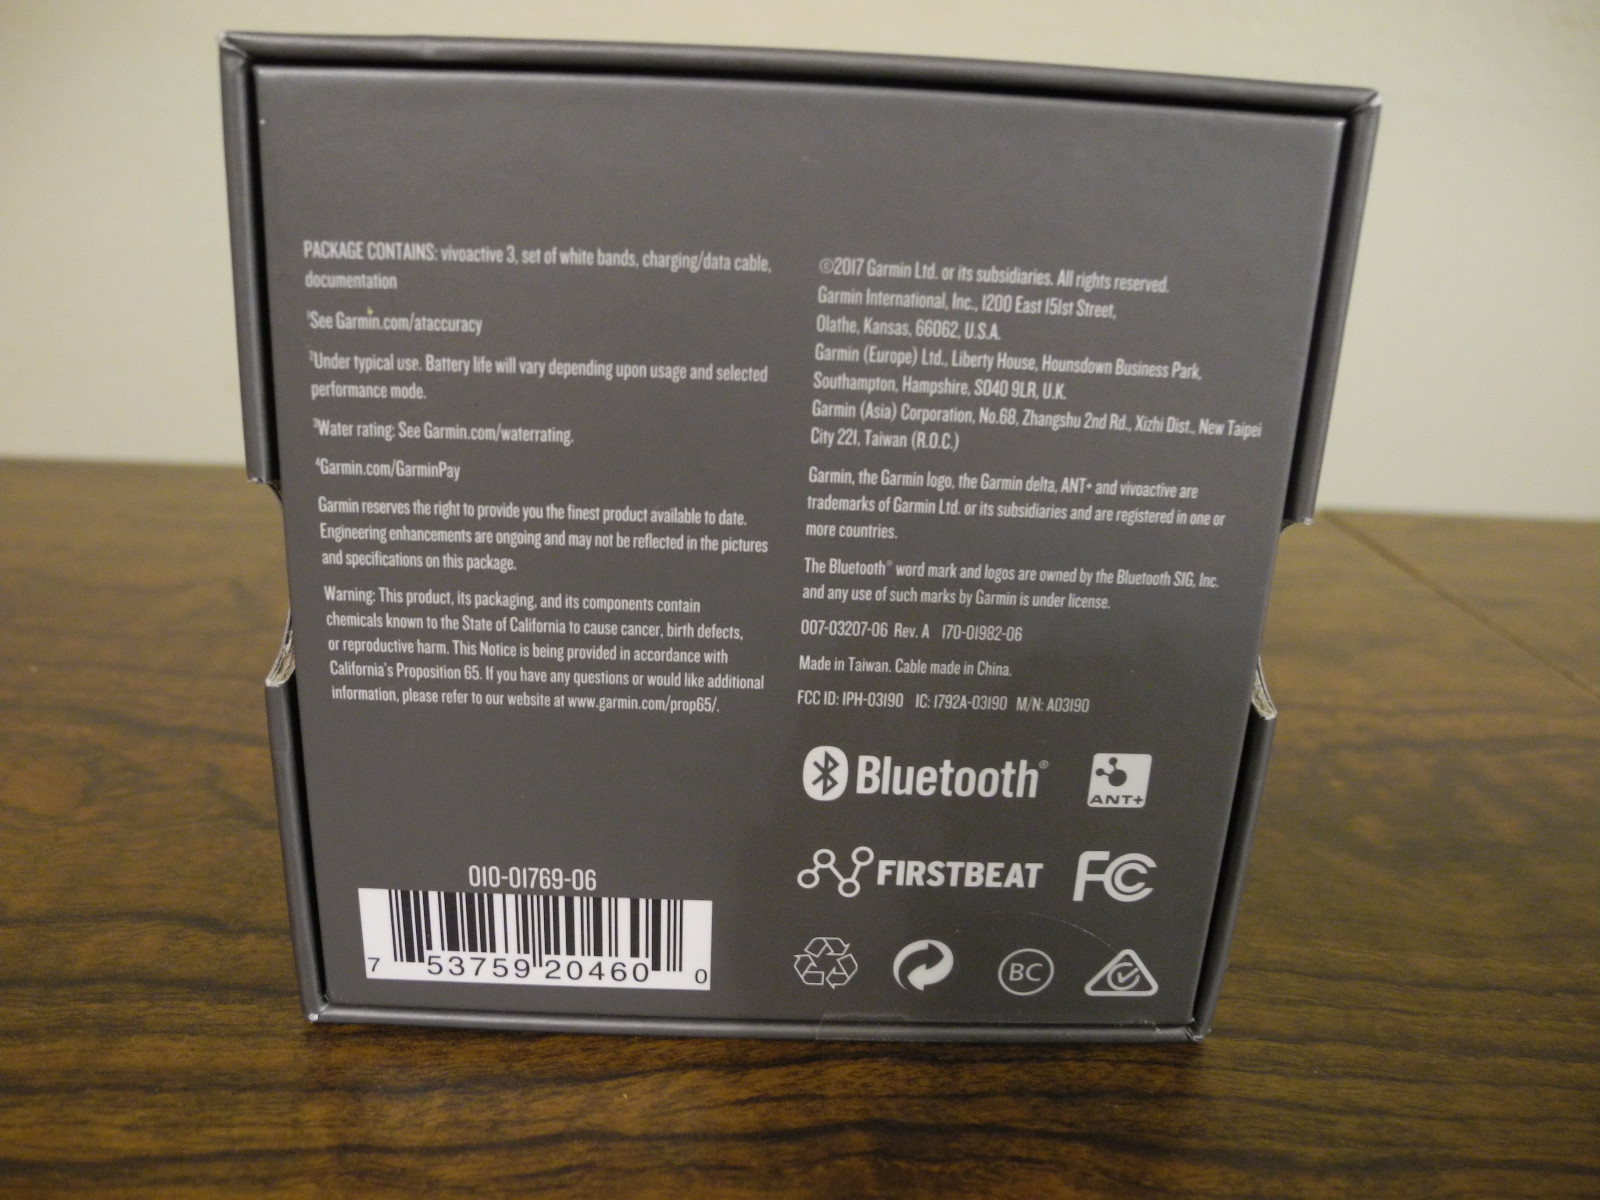 PACKAGE CONTAINS: vivoactive 3, set of white bands, charging/data cable,
documentation
¹See Garmin.com/ataccuracy
²Under typical use. Battery life will vary depending upon usage and selected
performance mode.
³Water rating: See Garmin.com/waterrating.
⁴Garmin.com/GarminPay
Garmin reserves the right to provide you the finest product available to date.
Engineering enhancements are ongoing and may not be reflected in the pictures
and specifications on this package.
Warning: This product, its packaging, and its components contain
chemicals known to the State of California to cause cancer, birth defects,
or reproductive harm. This Notice is being provided in accordance with
California's Proposition 65. If you have any questions or would like additional
information, please refer to our website at www.garmin.com/prop65/.
010-01769-06
7 53759 20460 0
©2017 Garmin Ltd. or its subsidiaries. All rights reserved.
Garmin International, Inc., 1200 East 151st Street,
Olathe, Kansas, 66062, U.S.A.
Garmin (Europe) Ltd., Liberty House, Hounsdown Business Park,
Southampton, Hampshire, SO40 9LR, U.K.
Garmin (Asia) Corporation, No.68, Zhangshu 2nd Rd., Xizhi Dist., New Taipei
City 221, Taiwan (R.O.C.)
Garmin, the Garmin logo, the Garmin delta, ANT+ and vivoactive are
trademarks of Garmin Ltd. or its subsidiaries and are registered in one or
more countries.
The Bluetooth® word mark and logos are owned by the Bluetooth SIG, Inc.
and any use of such marks by Garmin is under license.
007-03207-06 Rev. A 170-01982-06
Made in Taiwan. Cable made in China.
FCC ID: IPH-03190 IC: 1792A-03190 M/N: A03190
Bluetooth®
ANT+
FIRSTBEAT
FC
BC